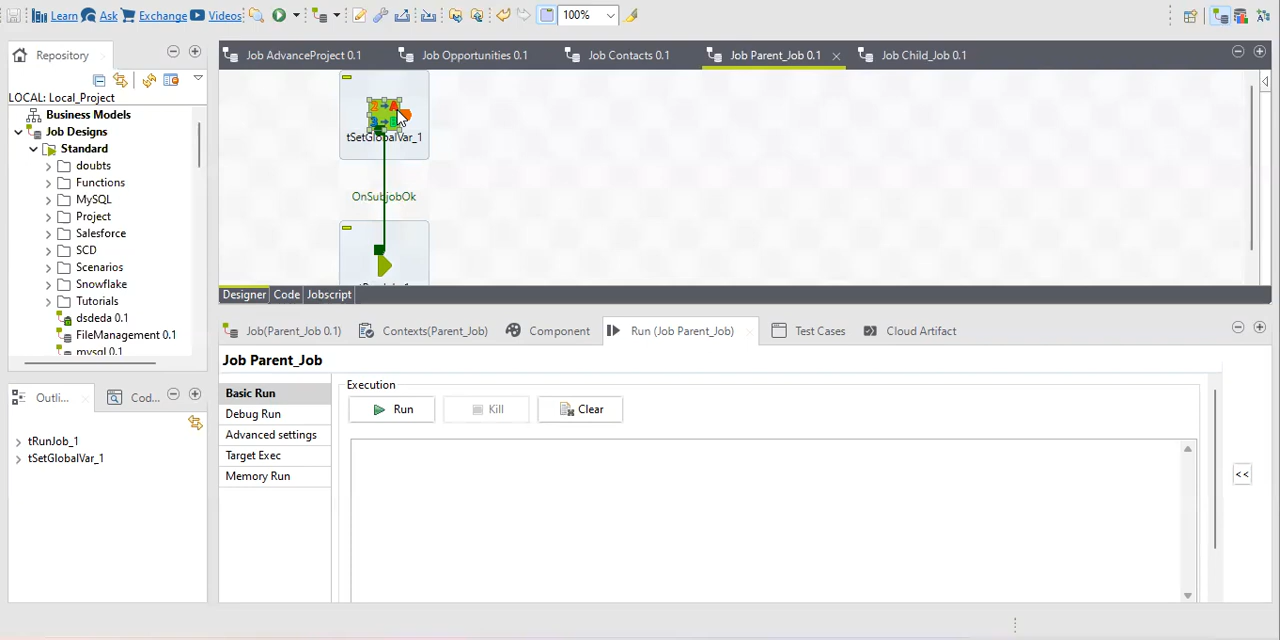 Learn Ask Exchange Videos 100%
Repository
LOCAL: Local_Project
Business Models
Job Designs
Standard
doubts
Functions
MySQL
Project
Salesforce
SCD
Scenarios
Snowflake
Tutorials
dsdeda 0.1
FileManagement 0.1
mysql 0.1
Outli... Cod...
tRunJob_1
tSetGlobalVar_1
Job AdvanceProject 0.1 Job Opportunities 0.1 Job Contacts 0.1 Job Parent_Job 0.1 Job Child_Job 0.1
tSetGlobalVar_1
OnSubjobOk
Designer Code Jobscript
Job(Parent_Job 0.1) Contexts(Parent_Job) Component Run (Job Parent_Job) Test Cases Cloud Artifact
Job Parent_Job
Basic Run
Debug Run
Advanced settings
Target Exec
Memory Run
Execution
Run Kill Clear
<<